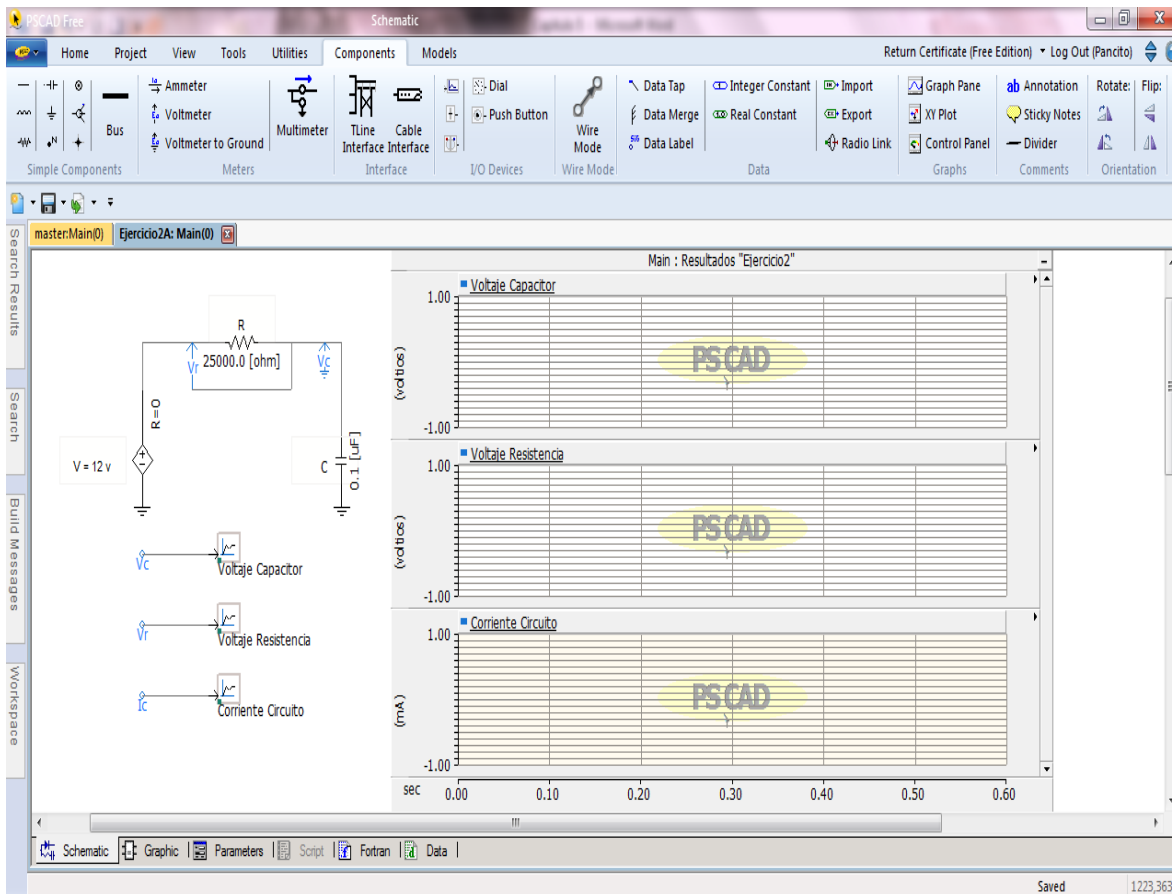 PSCAD Free Schematic
Home Project View Tools Utilities Components Models Return Certificate (Free Edition) Log Out (Pancito)
Bus
Ammeter
Voltmeter
Voltmeter to Ground
Multimeter
TLine Interface
Cable Interface
Dial
Push Button
Wire Mode
Data Tap
Data Merge
Data Label
Integer Constant
Real Constant
Import
Export
Radio Link
Graph Pane
XY Plot
Control Panel
ab Annotation
Sticky Notes
Divider
Rotate: Flip:
Simple Components Meters Interface I/O Devices Wire Mode Data Graphs Comments Orientation
master:Main(0) Ejercicio2A: Main(0)
Search Results
Search
Build Messages
Workspace
R
25000.0 [ohm]
Vr
Vc
R=0
V = 12 v
C
0.1 [uF]
Vc
Voltaje Capacitor
Vr
Voltaje Resistencia
Ic
Corriente Circuito
Main : Resultados "Ejercicio2"
Voltaje Capacitor
1.00
(voltios)
-1.00
PSCAD
Voltaje Resistencia
1.00
(voltios)
-1.00
PSCAD
Corriente Circuito
1.00
(mA)
-1.00
PSCAD
sec 0.00 0.10 0.20 0.30 0.40 0.50 0.60
Schematic Graphic Parameters Script Fortran Data
Saved 1223,363